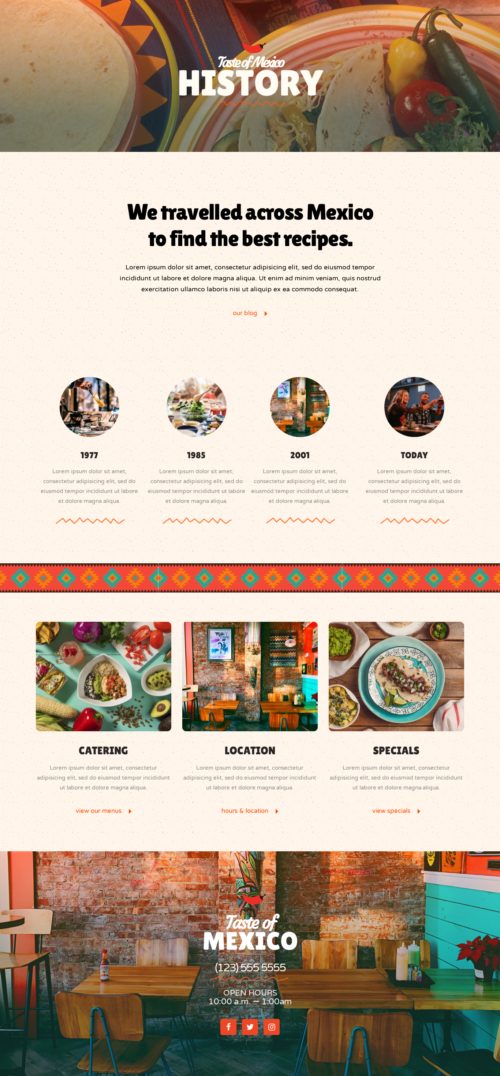 Taste of Mexico
HISTORY
We travelled across Mexico
to find the best recipes.
Lorem ipsum dolor sit amet, consectetur adipisicing elit, sed do eiusmod tempor
incididunt ut labore et dolore magna aliqua. Ut enim ad minim veniam, quis nostrud
exercitation ullamco laboris nisi ut aliquip ex ea commodo consequat.
our blog
1977
Lorem ipsum dolor sit amet,
consectetur adipisicing elit, sed do
eiusmod tempor incididunt ut labore
et dolore magna aliqua.
1985
Lorem ipsum dolor sit amet,
consectetur adipisicing elit, sed do
eiusmod tempor incididunt ut labore
et dolore magna aliqua.
2001
Lorem ipsum dolor sit amet,
consectetur adipisicing elit, sed do
eiusmod tempor incididunt ut labore
et dolore magna aliqua.
TODAY
Lorem ipsum dolor sit amet,
consectetur adipisicing elit, sed do
eiusmod tempor incididunt ut labore
et dolore magna aliqua.
CATERING
Lorem ipsum dolor sit amet, consectetur
adipisicing elit, sed do eiusmod tempor incididunt
ut labore et dolore magna aliqua.
view our menus
LOCATION
Lorem ipsum dolor sit amet, consectetur
adipisicing elit, sed do eiusmod tempor incididunt
ut labore et dolore magna aliqua.
hours & location
SPECIALS
Lorem ipsum dolor sit amet, consectetur
adipisicing elit, sed do eiusmod tempor incididunt
ut labore et dolore magna aliqua.
view specials
Taste of
MEXICO
(123) 555 5555
OPEN HOURS
10:00 a.m. — 1:00am